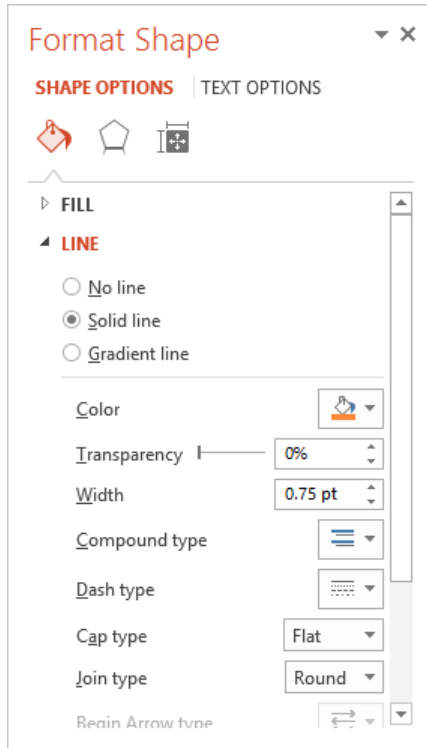 Format Shape
SHAPE OPTIONS TEXT OPTIONS
FILL
LINE
No line
Solid line
Gradient line
Color
Transparency 0%
Width 0.75 pt
Compound type
Dash type
Cap type Flat
Join type Round
Begin Arrow type